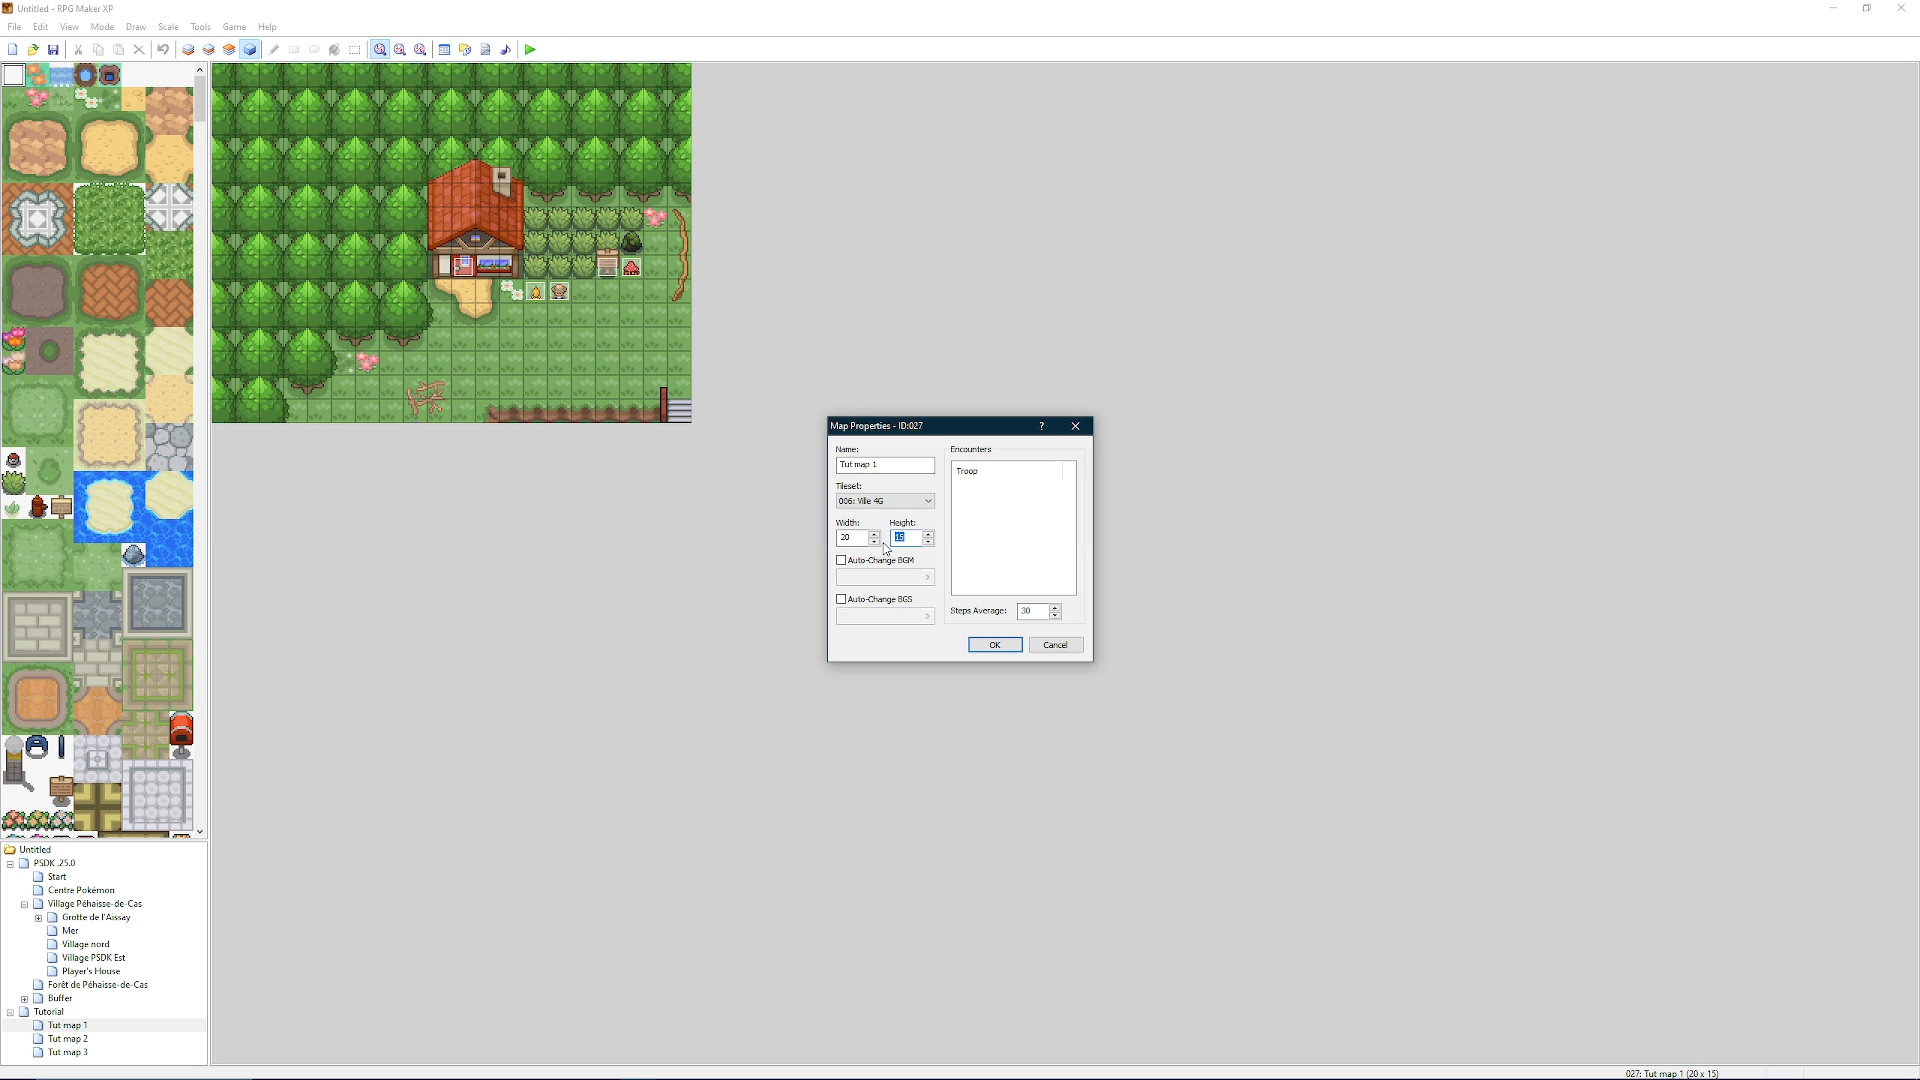 Untitled - RPG Maker XP
File Edit View Mode Draw Scale Tools Game Help
Map Properties - ID:027
?
Name:
Tut map 1
Tileset:
006: Ville 4G
Width: Height:
20 15
Auto-Change BGM
Auto-Change BGS
Encounters
Troop
Steps Average: 30
OK Cancel
Untitled
PSDK .25.0
Start
Centre Pokémon
Village Péhaisse-de-Cas
Grotte de l'Aissay
Mer
Village nord
Village PSDK Est
Player's House
Forêt de Péhaisse-de-Cas
Buffer
Tutorial
Tut map 1
Tut map 2
Tut map 3
027: Tut map 1 (20 x 15)